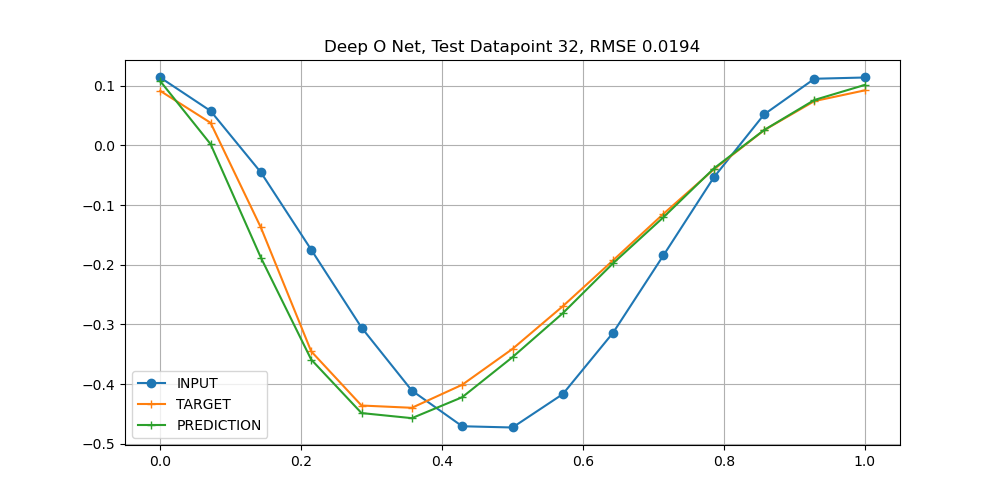 Deep O Net, Test Datapoint 32, RMSE 0.0194
0.1
0.0
−0.1
−0.2
−0.3
−0.4
−0.5
INPUT
TARGET
PREDICTION
0.0 0.2 0.4 0.6 0.8 1.0